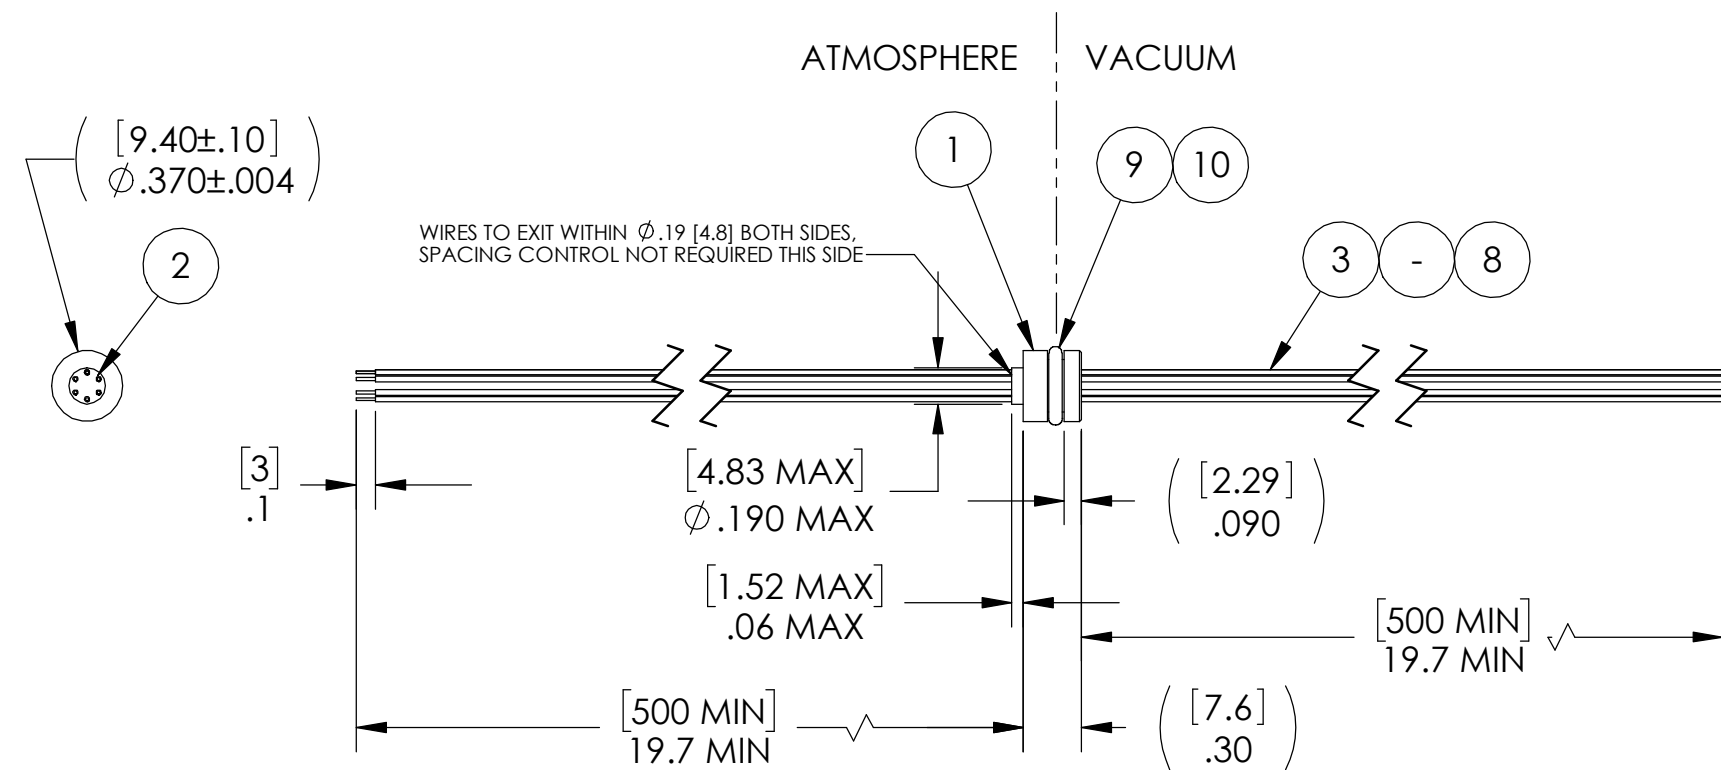 ATMOSPHERE
VACUUM
[9.40±.10]
Ø.370±.004
1
9
10
WIRES TO EXIT WITHIN Ø.19 [4.8] BOTH SIDES,
SPACING CONTROL NOT REQUIRED THIS SIDE
2
3
-
8
[3]
.1
[4.83 MAX]
Ø.190 MAX
[2.29]
.090
[1.52 MAX]
.06 MAX
[500 MIN]
19.7 MIN
[500 MIN]
19.7 MIN
[7.6]
.30